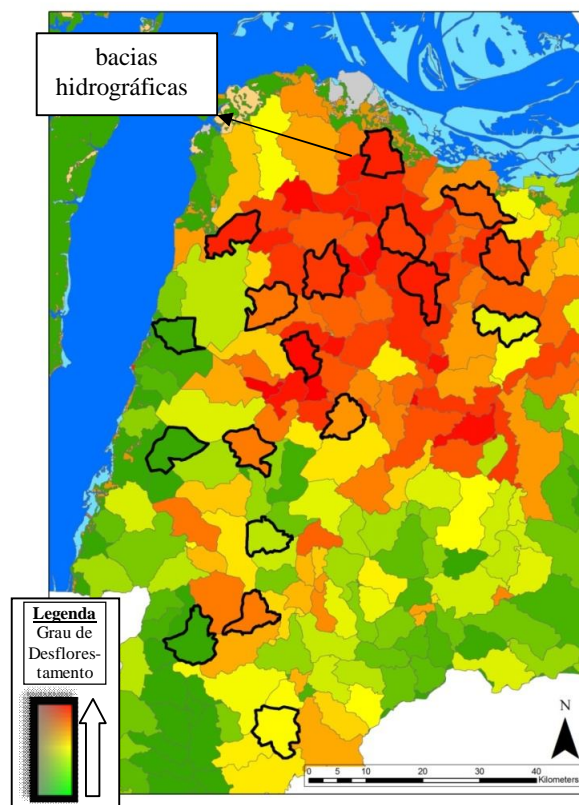 bacias
hidrográficas
Legenda
Grau de
Desflores-
tamento
N
0 5 10 20 30 40
Kilometers